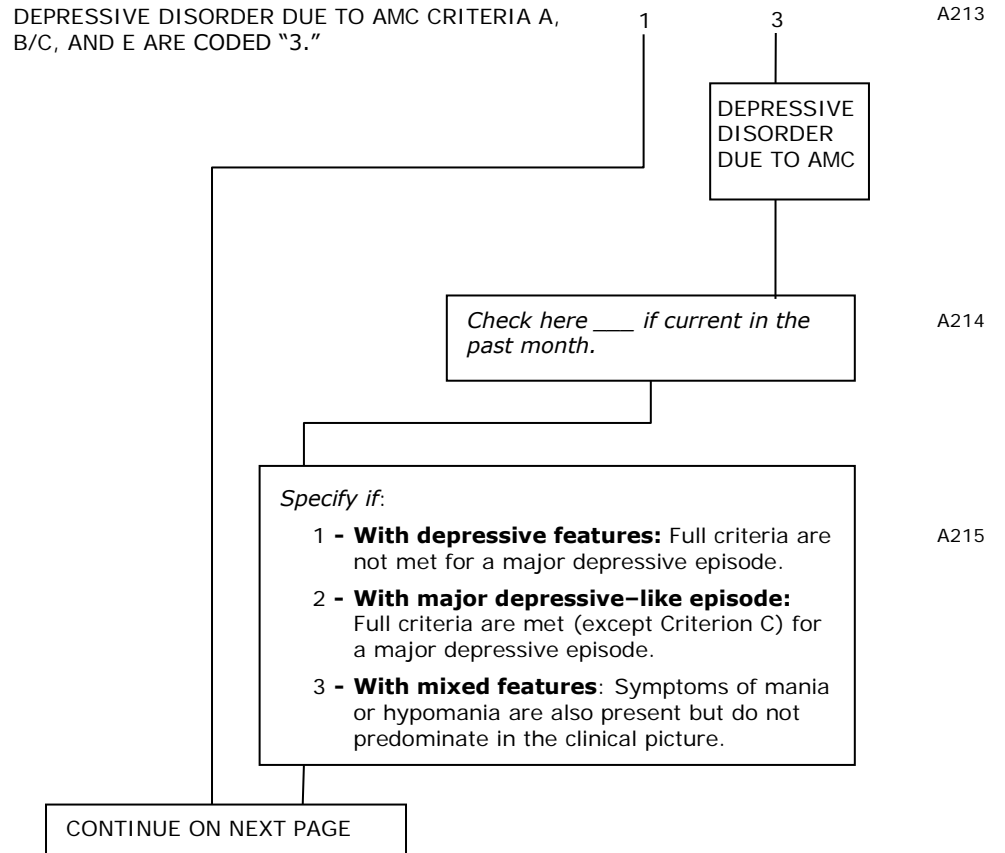 DEPRESSIVE DISORDER DUE TO AMC CRITERIA A, 1 3 A213
B/C, AND E ARE CODED “3.”
DEPRESSIVE
DISORDER
DUE TO AMC
Check here ___ if current in the A214
past month.
Specify if:
1 - With depressive features: Full criteria are A215
not met for a major depressive episode.
2 - With major depressive–like episode:
Full criteria are met (except Criterion C) for
a major depressive episode.
3 - With mixed features: Symptoms of mania
or hypomania are also present but do not
predominate in the clinical picture.
CONTINUE ON NEXT PAGE